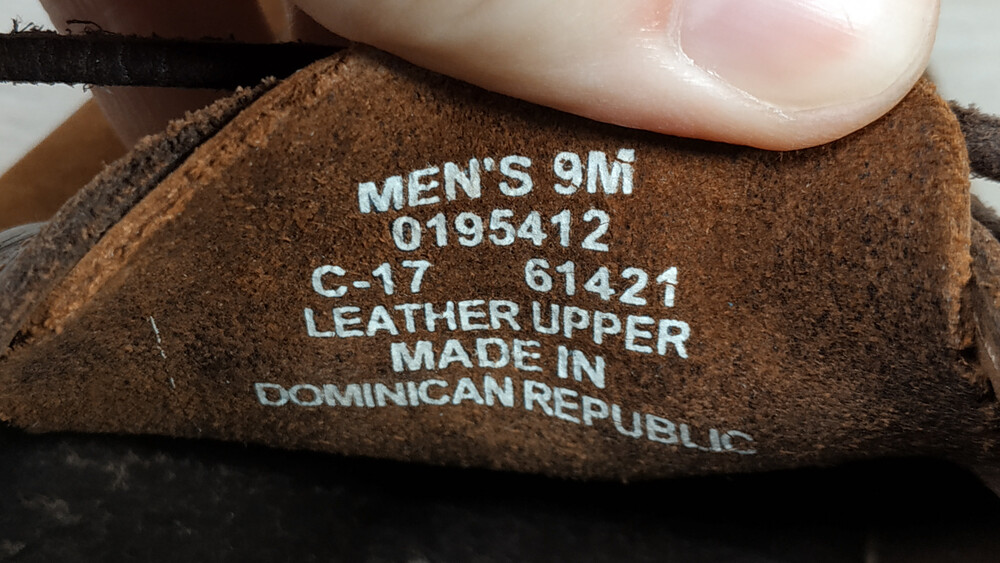 MEN'S 9M
0195412
C-17 61421
LEATHER UPPER
MADE IN
DOMINICAN REPUBLIC